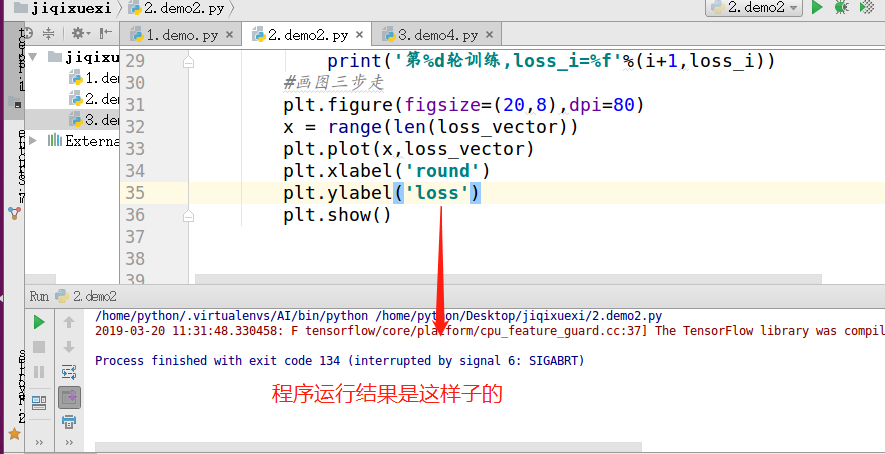 jiqixuexi 2.demo2.py
2.demo2
1.demo.py × 2.demo2.py × 3.demo4.py ×
jiqixuexi
1.de
2.de
3.de
Externa
29 print('第%d轮训练,loss_i=%f'%(i+1,loss_i))
30 #画图三步走
31 plt.figure(figsize=(20,8),dpi=80)
32 x = range(len(loss_vector))
33 plt.plot(x,loss_vector)
34 plt.xlabel('round')
35 plt.ylabel('loss')
36 plt.show()
37
38
39
Run 2.demo2
/home/python/.virtualenvs/AI/bin/python /home/python/Desktop/jiqixuexi/2.demo2.py
2019-03-20 11:31:48.330458: F tensorflow/core/platform/cpu_feature_guard.cc:37] The TensorFlow library was compil
Process finished with exit code 134 (interrupted by signal 6: SIGABRT)
程序运行结果是这样子的